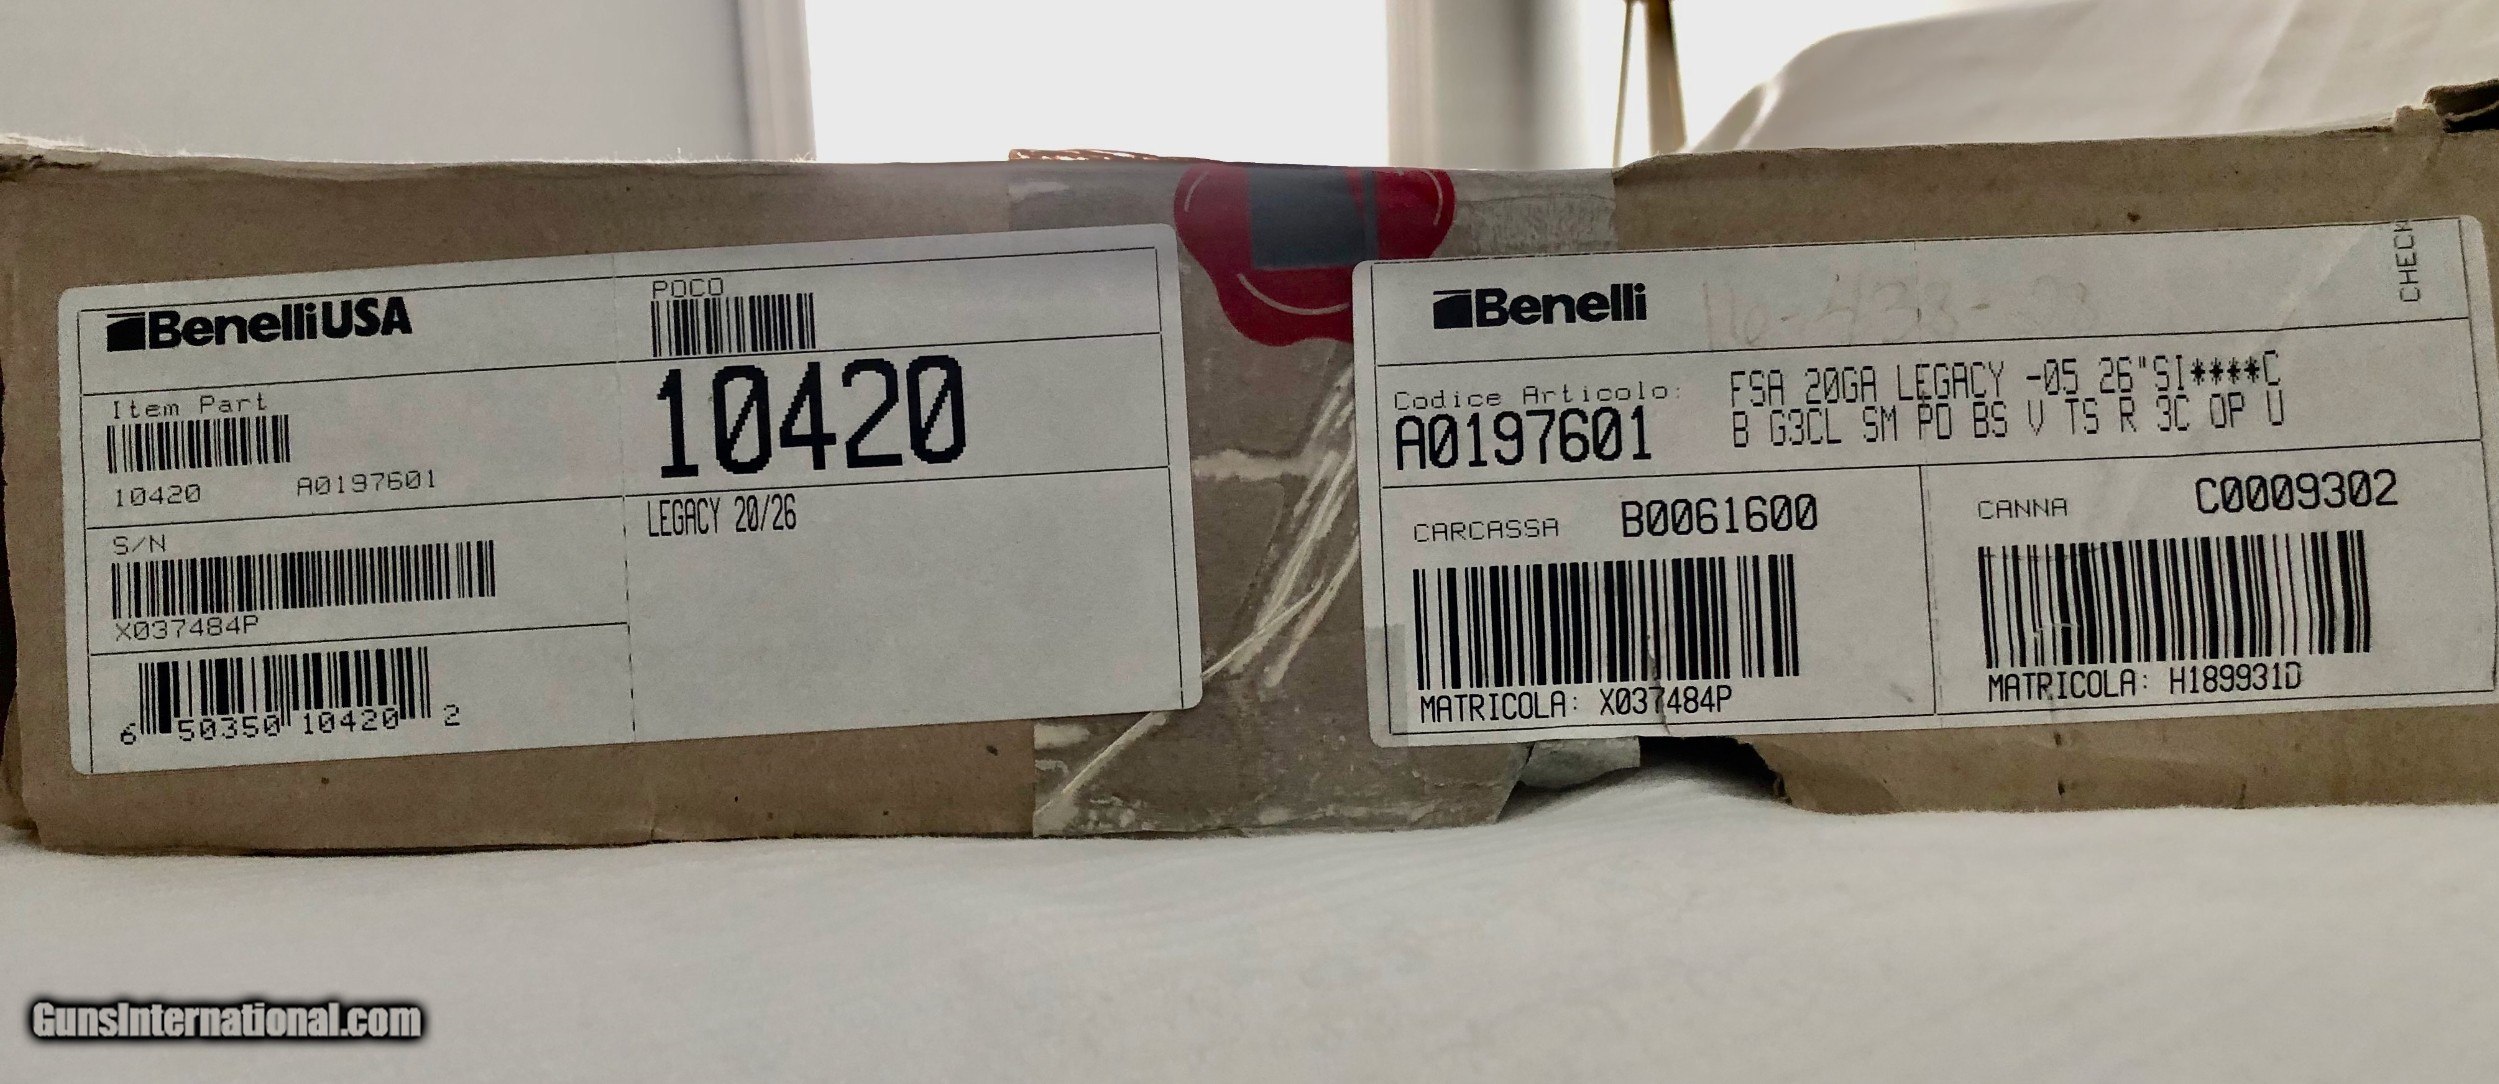 BenelliUSA
POCO
10420
Item Part
10420 A0197601
LEGACY 20/26
S/N
X037484P
6 50350 10420 2
Benelli
CHECK
Codice Articolo:
A0197601
FSA 20GA LEGACY -05 26"SI****C
B G3CL SM PD BS V TS R 3C OP U
CARCASSA B0061600
MATRICOLA: X037484P
CANNA C0009302
MATRICOLA: H189931D
GunsInternational.com